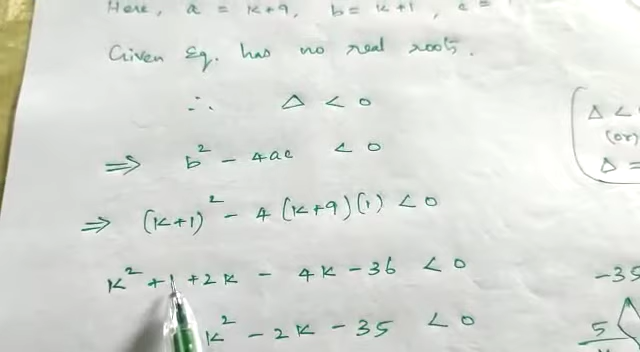 Here, a = k+9, b = k+1, c =
Given Eq. has no real roots.
∴ Δ < 0
⇒ b² - 4ac < 0
Δ <
(or)
Δ =
⇒ (k+1)² - 4(k+9)(1) < 0
k² + 1 + 2k - 4k - 36 < 0
-35
k² - 2k - 35 < 0
5